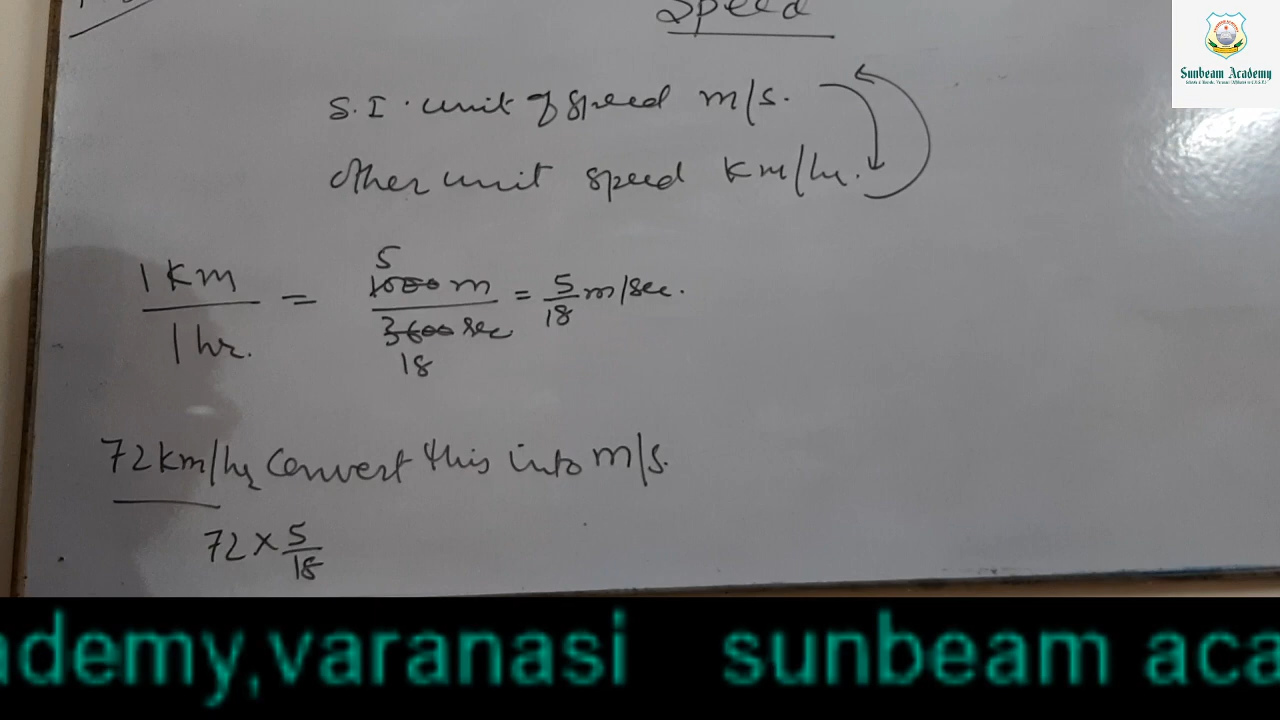 Speed
Sunbeam Academy
S.I. unit of speed m/s.
other unit speed Km/hr.
1 Km / 1 hr. = 5 1000 m / 3600 sec 18 = 5/18 m/sec.
72 km/hr convert this into m/s.
72 × 5/18
ademy,varanasi sunbeam aca